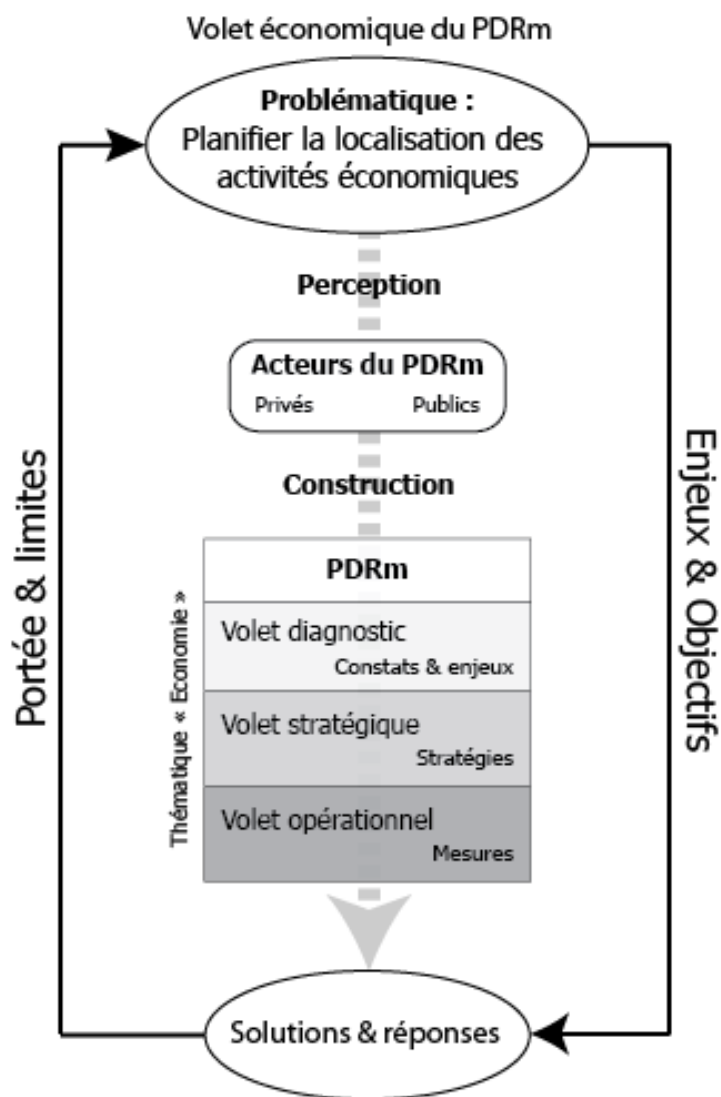 Volet économique du PDRm
Problématique :
Planifier la localisation des
activités économiques
Perception
Acteurs du PDRm
Privés Publics
Construction
PDRm
Volet diagnostic
Constats & enjeux
Volet stratégique
Stratégies
Volet opérationnel
Mesures
Thématique « Economie »
Portée & limites
Enjeux & Objectifs
Solutions & réponses